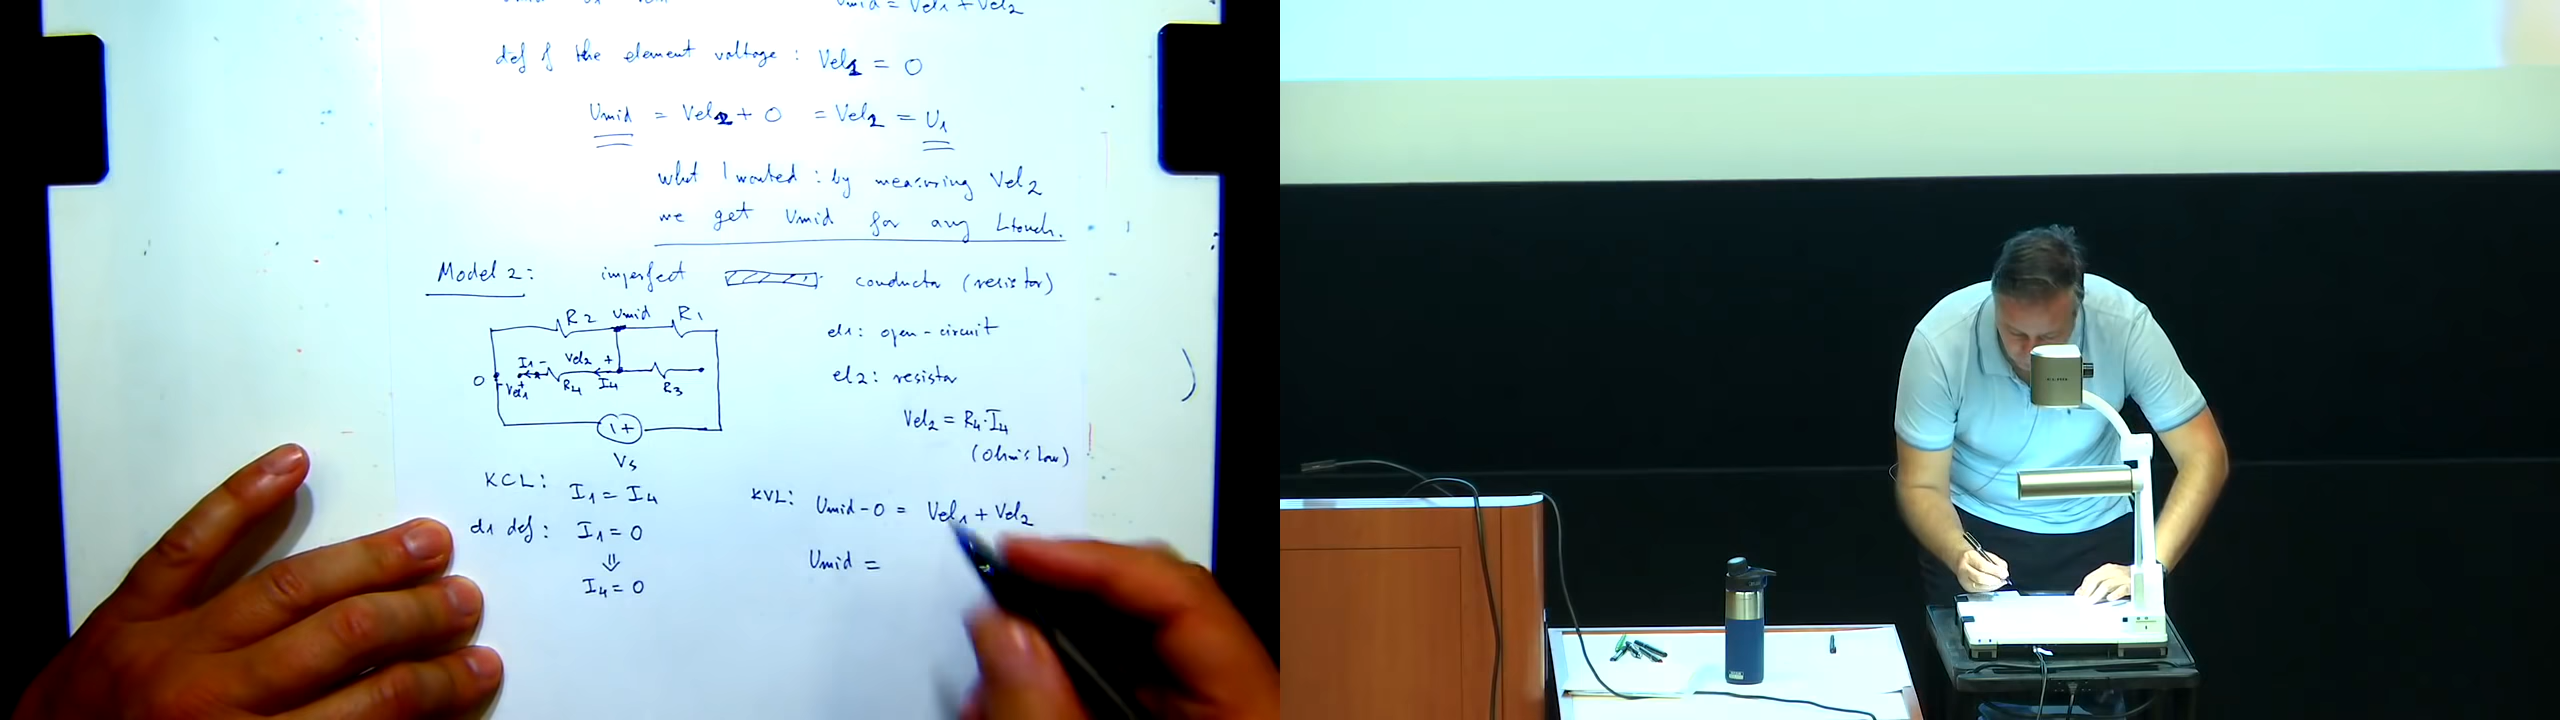 Umid = Vel1 + Vel2
def of the element voltage : Vel1 = 0
Umid = Vel2 + 0 = Vel2 = U1
what I wanted : by measuring Vel2
we get Umid for any Ltouch.
Model 2: imperfect conductor (resistor)
R2 Umid R1
el1: open-circuit
I1 - Vel2 +
el2: resistor
0 + Vel1 R4 I4 R3
Vel2 = R4·I4
- +
(Ohm's Law)
Vs
KCL: I1 = I4
KVL: Umid - 0 = Vel1 + Vel2
el1 def: I1 = 0
Umid =
⇓
I4 = 0